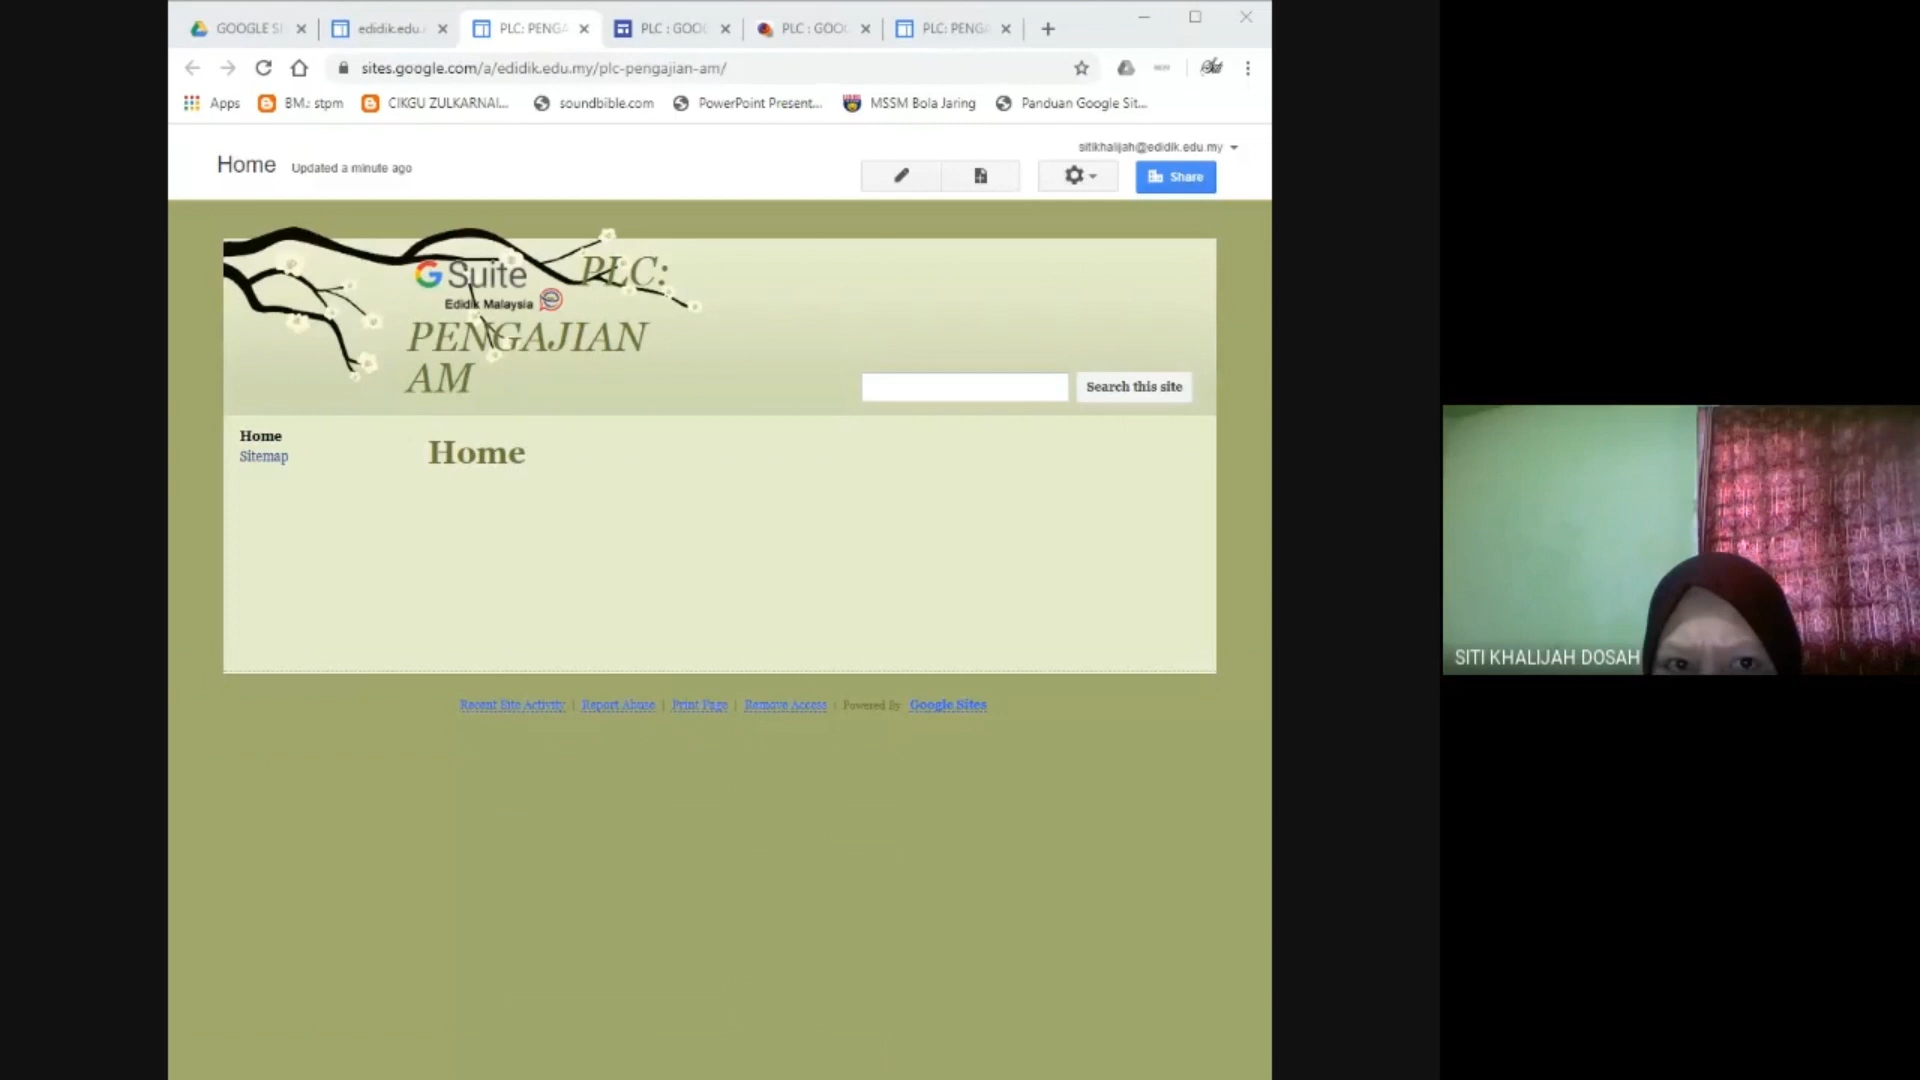 GOOGLE SI
edidik.edu.
PLC: PENGA
PLC : GOO
PLC : GOO
PLC: PENGA
sites.google.com/a/edidik.edu.my/plc-pengajian-am/
Apps
BM.: stpm
CIKGU ZULKARNAI...
soundbible.com
PowerPoint Present...
MSSM Bola Jaring
Panduan Google Sit...
sitikhalijah@edidik.edu.my
Home
Updated a minute ago
Share
G Suite
Edidik Malaysia
PLC:
PENGAJIAN
AM
Search this site
Home
Sitemap
Home
SITI KHALIJAH DOSAH
Recent Site Activity | Report Abuse | Print Page | Remove Access | Powered By Google Sites